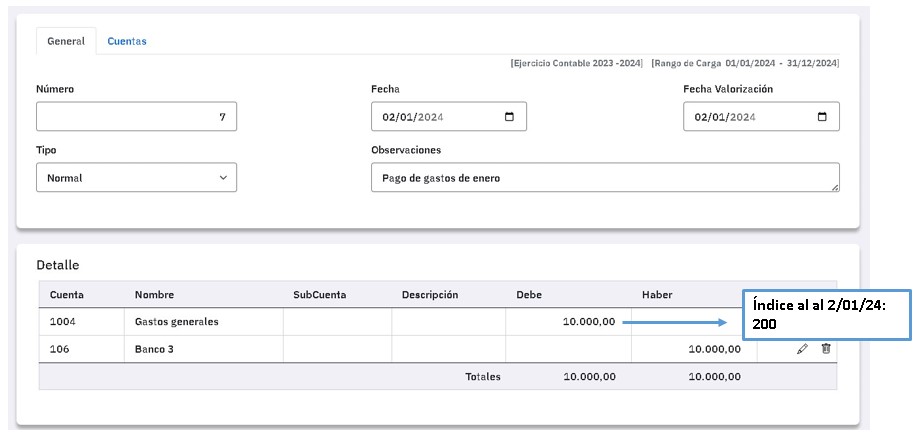 General Cuentas
[Ejercicio Contable 2023 -2024] [Rango de Carga 01/01/2024 - 31/12/2024]
Número Fecha Fecha Valorización
7 02/01/2024 02/01/2024
Tipo Observaciones
Normal Pago de gastos de enero
Detalle
Cuenta Nombre SubCuenta Descripción Debe Haber
1004 Gastos generales 10.000,00
106 Banco 3 10.000,00
Totales 10.000,00 10.000,00
Índice al al 2/01/24:
200